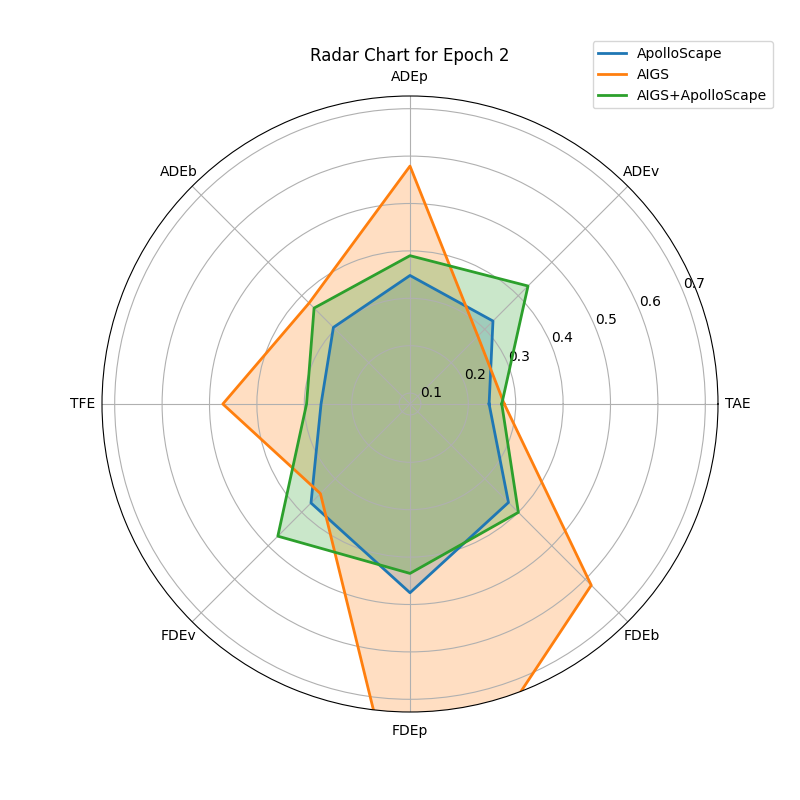 Radar Chart for Epoch 2
ApolloScape
AIGS
AIGS+ApolloScape
ADEp
ADEb
ADEv
0.7
0.6
0.5
0.4
0.3
0.2
0.1
TFE
TAE
FDEv
FDEb
FDEp